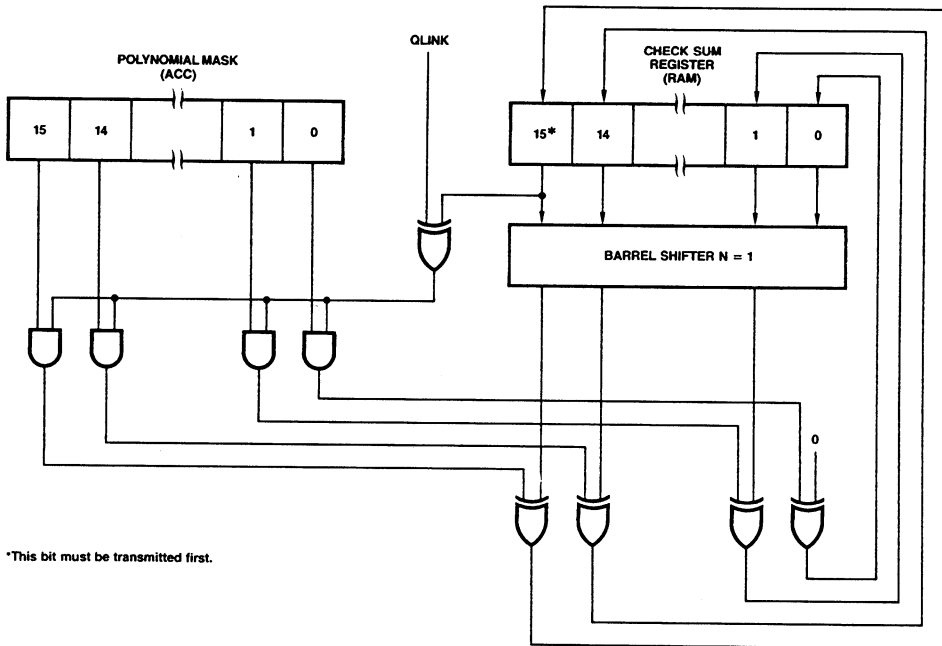 QLINK
POLYNOMIAL MASK
(ACC)
CHECK SUM
REGISTER
(RAM)
15 14 1 0
15* 14 1 0
BARREL SHIFTER N = 1
0
*This bit must be transmitted first.